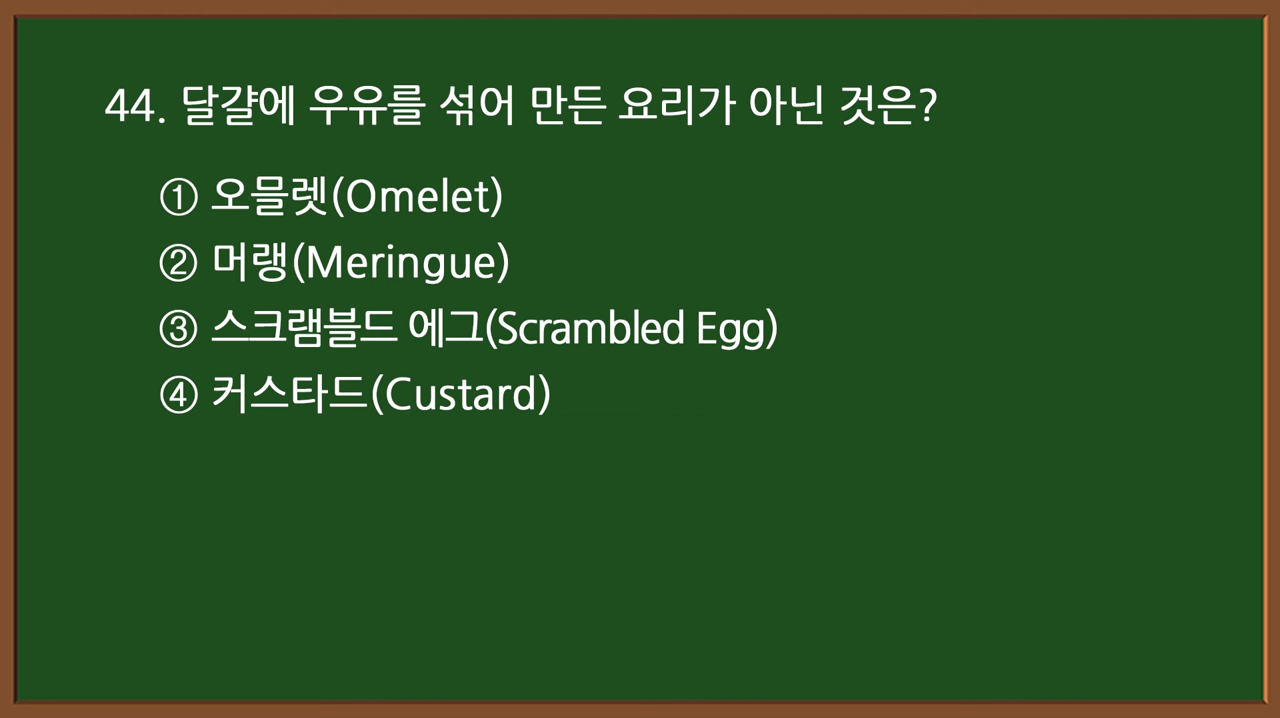 44. 달걀에 우유를 섞어 만든 요리가 아닌 것은?
① 오믈렛(Omelet)
② 머랭(Meringue)
③ 스크램블드 에그(Scrambled Egg)
④ 커스타드(Custard)